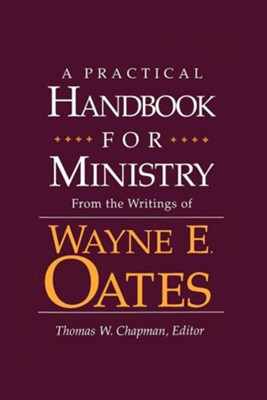 A PRACTICAL
HANDBOOK
FOR
MINISTRY
From the Writings of
WAYNE E.
OATES
Thomas W. Chapman, Editor